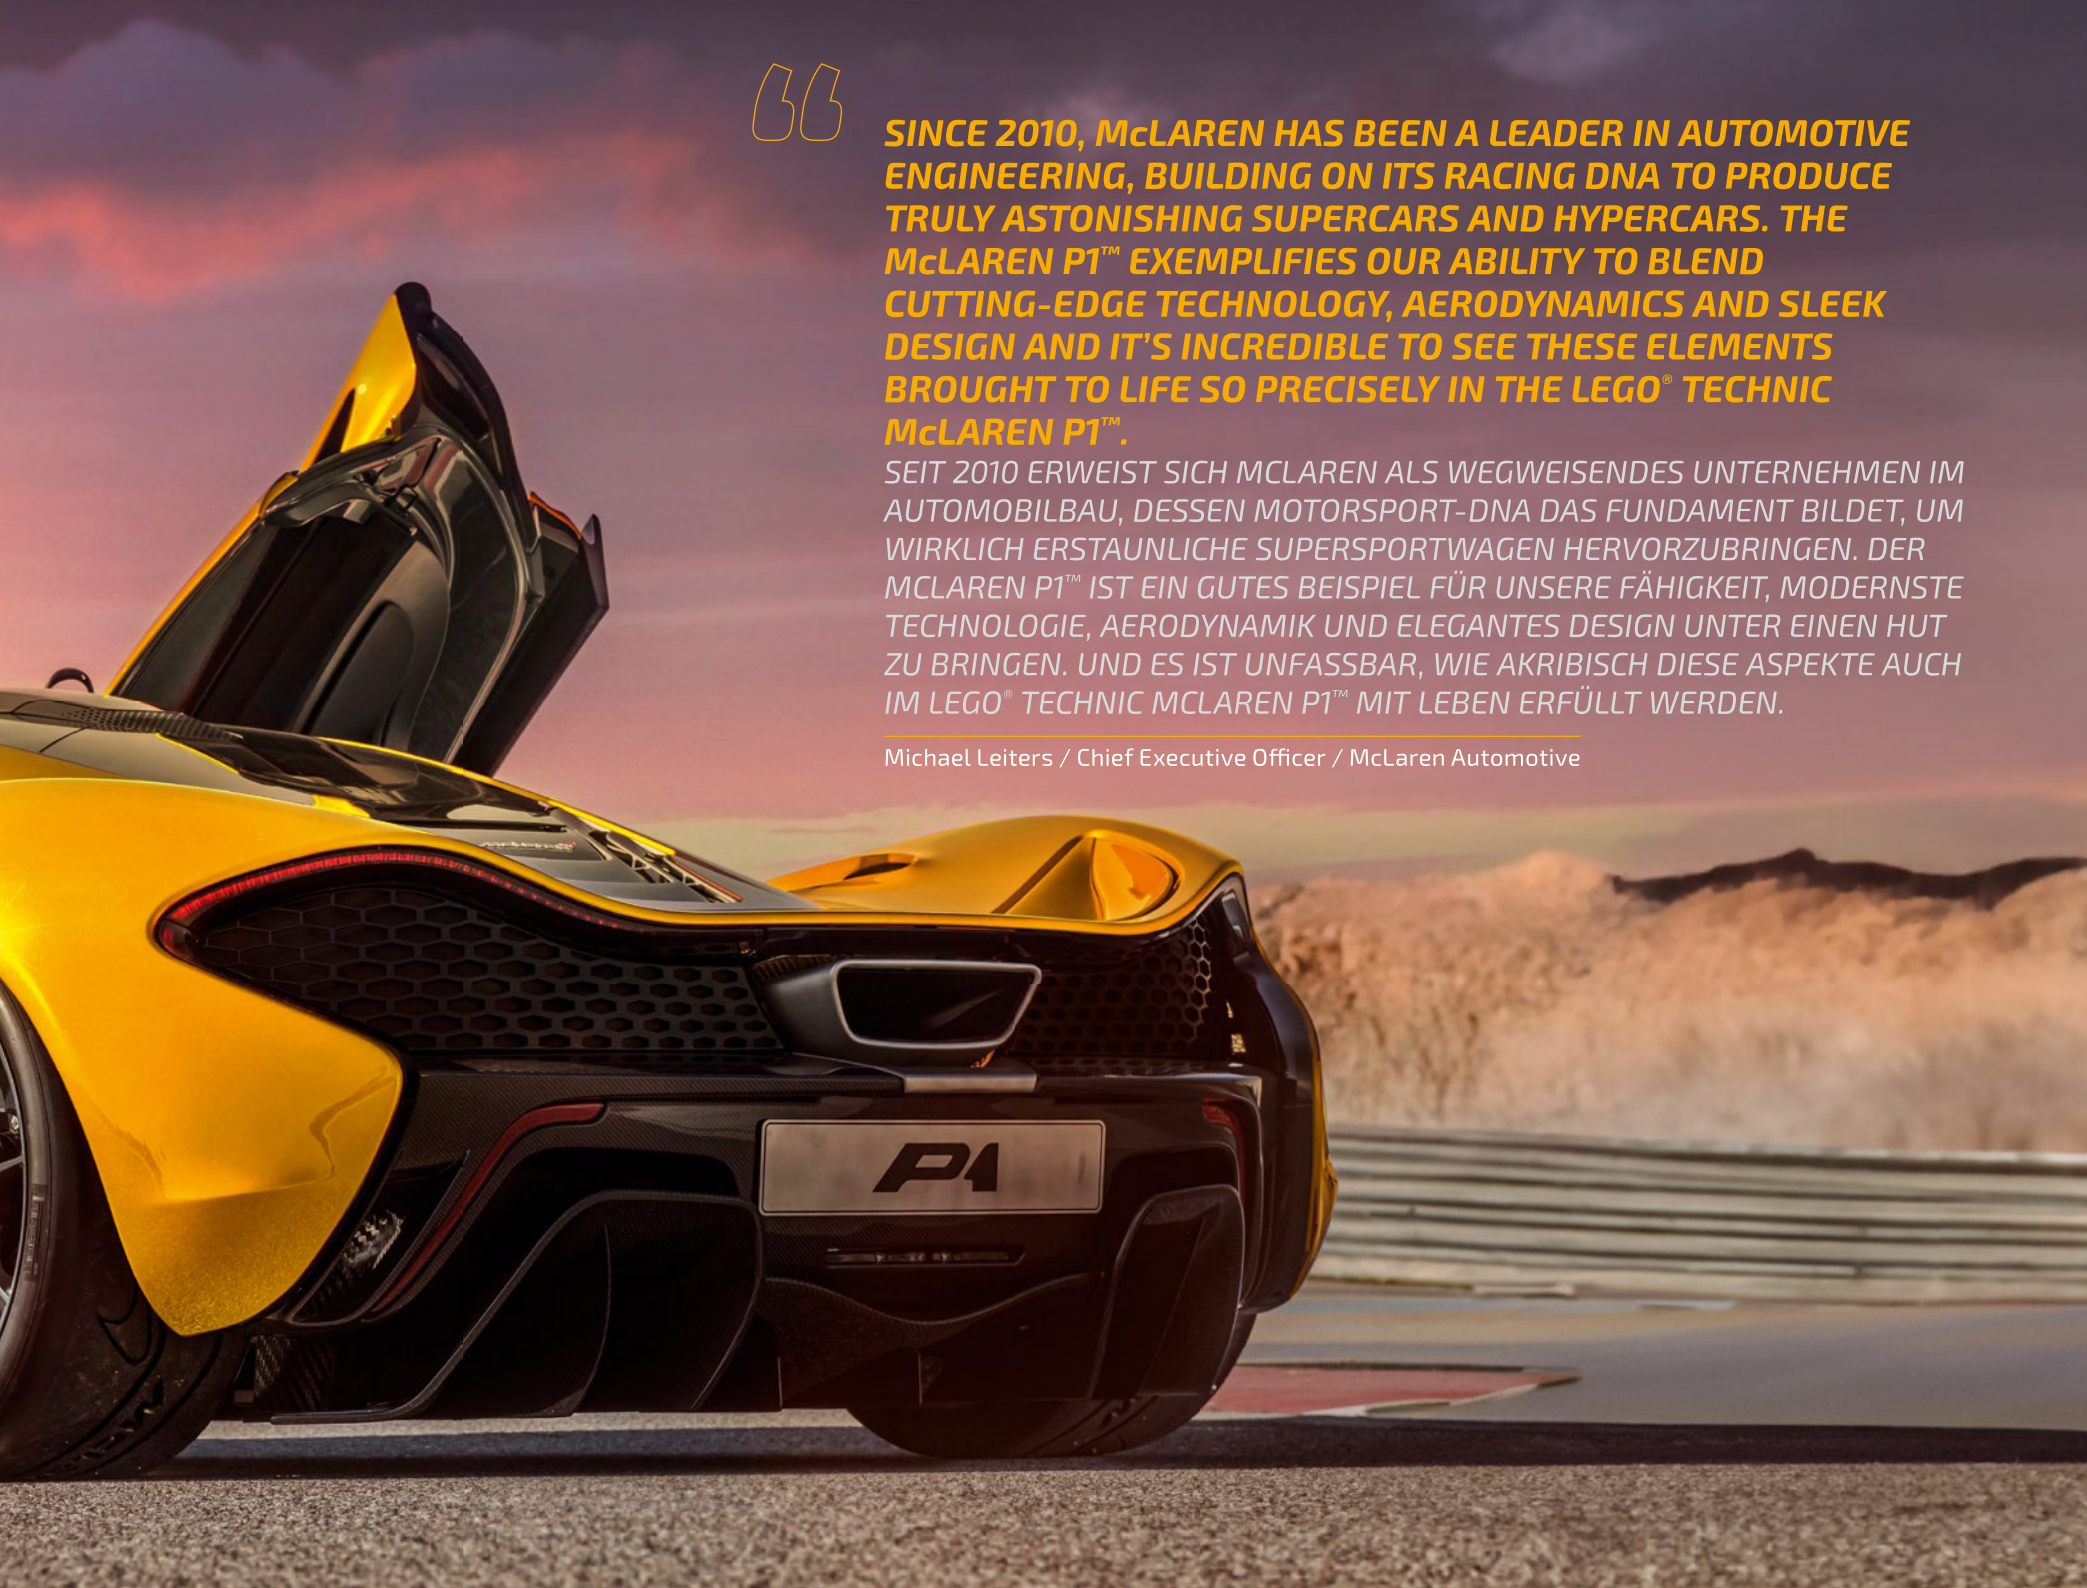 “
SINCE 2010, McLAREN HAS BEEN A LEADER IN AUTOMOTIVE
ENGINEERING, BUILDING ON ITS RACING DNA TO PRODUCE
TRULY ASTONISHING SUPERCARS AND HYPERCARS. THE
McLAREN P1™ EXEMPLIFIES OUR ABILITY TO BLEND
CUTTING-EDGE TECHNOLOGY, AERODYNAMICS AND SLEEK
DESIGN AND IT’S INCREDIBLE TO SEE THESE ELEMENTS
BROUGHT TO LIFE SO PRECISELY IN THE LEGO® TECHNIC
McLAREN P1™.
SEIT 2010 ERWEIST SICH MCLAREN ALS WEGWEISENDES UNTERNEHMEN IM
AUTOMOBILBAU, DESSEN MOTORSPORT-DNA DAS FUNDAMENT BILDET, UM
WIRKLICH ERSTAUNLICHE SUPERSPORTWAGEN HERVORZUBRINGEN. DER
MCLAREN P1™ IST EIN GUTES BEISPIEL FÜR UNSERE FÄHIGKEIT, MODERNSTE
TECHNOLOGIE, AERODYNAMIK UND ELEGANTES DESIGN UNTER EINEN HUT
ZU BRINGEN. UND ES IST UNFASSBAR, WIE AKRIBISCH DIESE ASPEKTE AUCH
IM LEGO® TECHNIC MCLAREN P1™ MIT LEBEN ERFÜLLT WERDEN.
Michael Leiters / Chief Executive Officer / McLaren Automotive
McLaren
P1